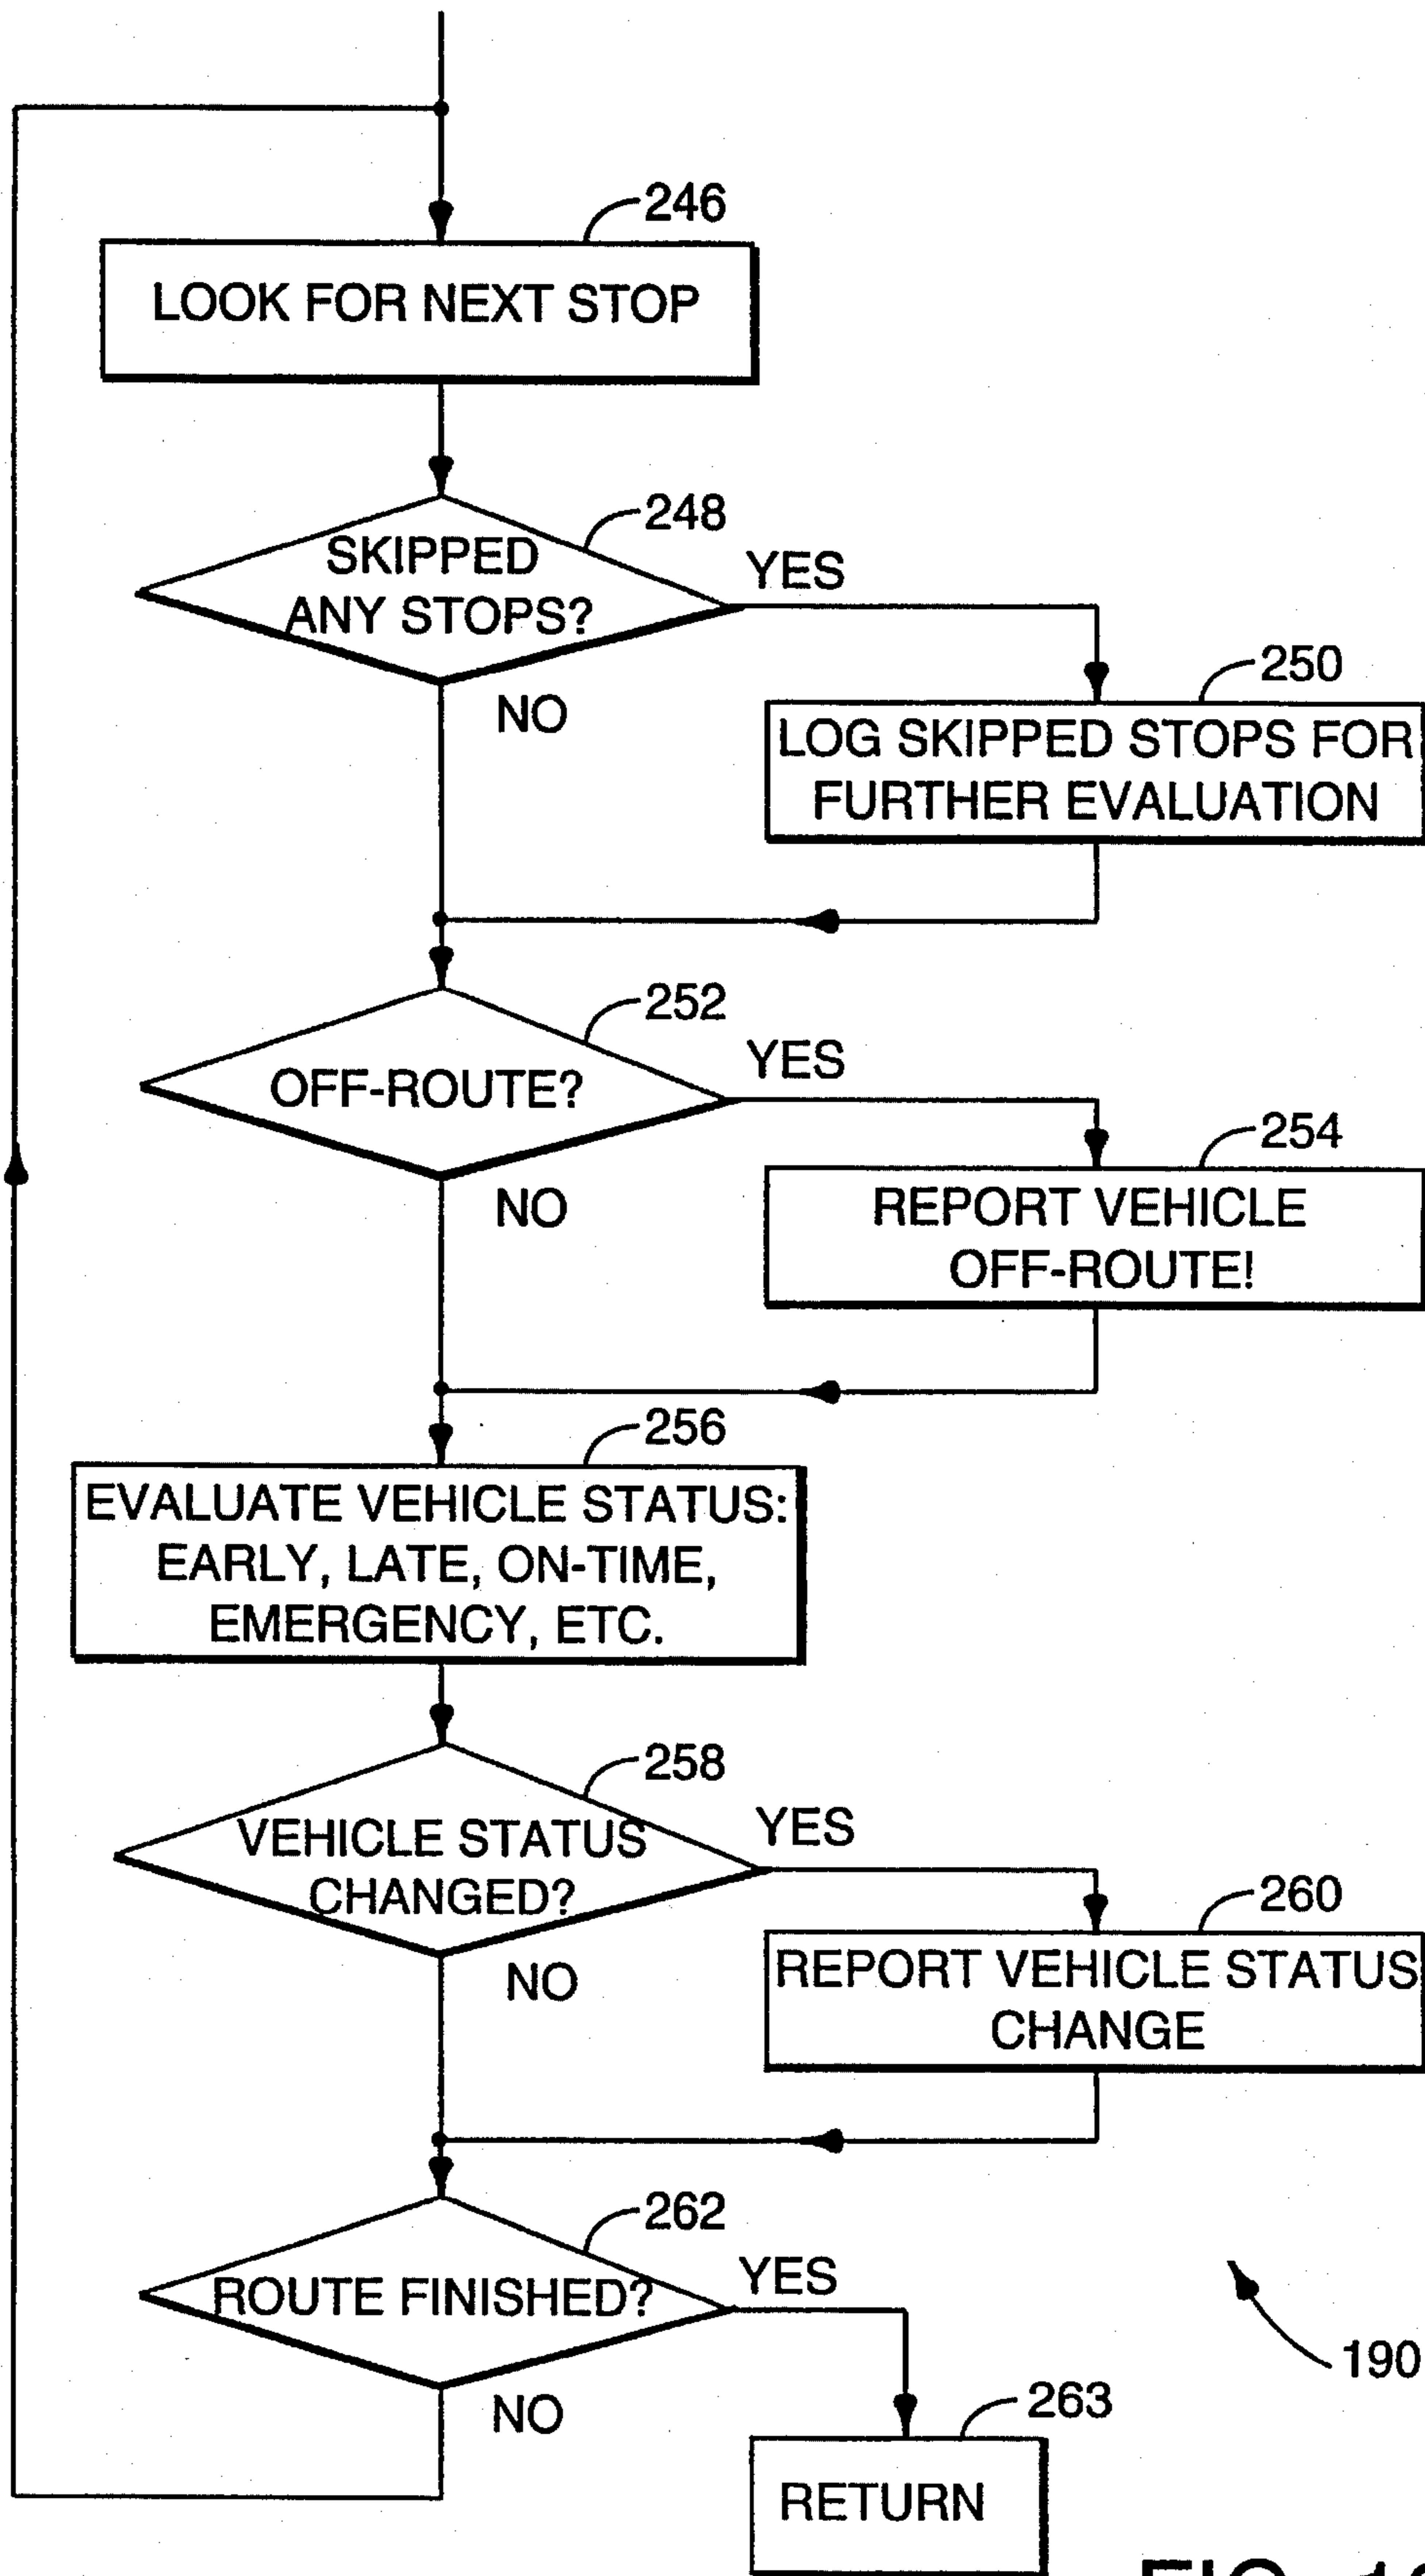 246
LOOK FOR NEXT STOP
248
SKIPPED
ANY STOPS?
YES
NO
250
LOG SKIPPED STOPS FOR
FURTHER EVALUATION
252
OFF-ROUTE?
YES
NO
254
REPORT VEHICLE
OFF-ROUTE!
256
EVALUATE VEHICLE STATUS:
EARLY, LATE, ON-TIME,
EMERGENCY, ETC.
258
VEHICLE STATUS
CHANGED?
YES
NO
260
REPORT VEHICLE STATUS
CHANGE
262
ROUTE FINISHED?
YES
NO
190
263
RETURN